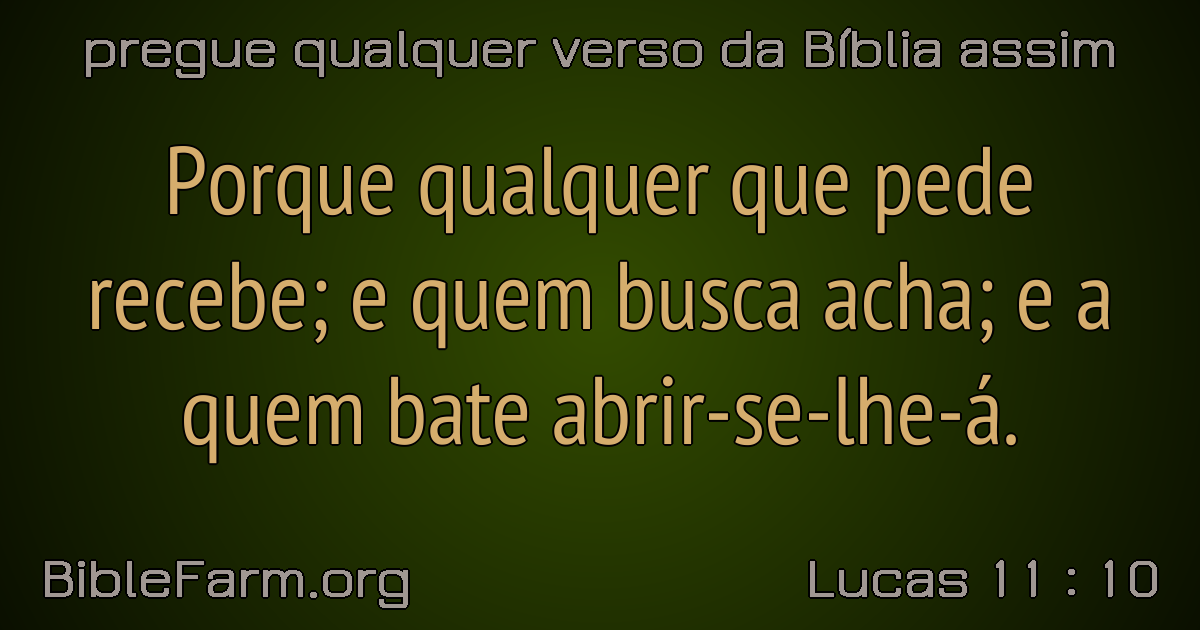 pregue qualquer verso da Bíblia assim
Porque qualquer que pede
recebe; e quem busca acha; e a
quem bate abrir-se-lhe-á.
BibleFarm.org
Lucas 11 : 10